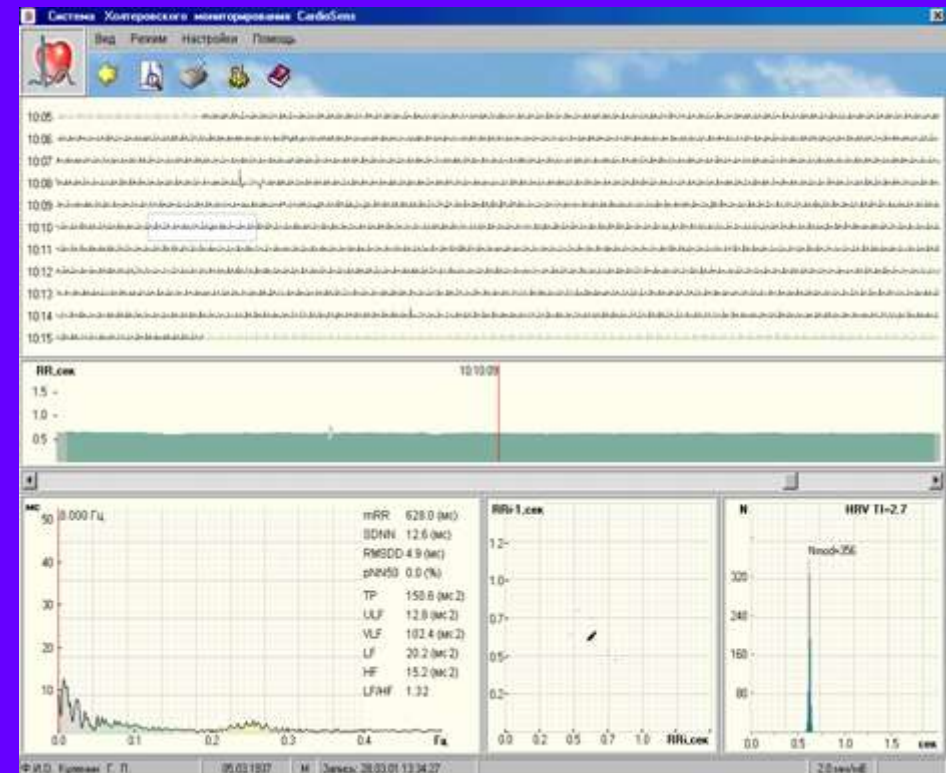 Система Холтеровского мониторирования CardioSens
Вид Режим Настройки Помощь
10:05
10:06
10:07
10:08
10:09
10:10
10:11
10:12
10:13
10:14
10:15
RR,сек
10:10:09
1.5
1.0
0.5
мс
50
40
30
20
10
0.000 Гц
mRR 628.0 (мс)
SDNN 12.6 (мс)
RMSDD 4.9 (мс)
pNN50 0.0 (%)
TP 150.6 (мс2)
ULF 12.8 (мс2)
VLF 102.4 (мс2)
LF 20.2 (мс2)
HF 15.2 (мс2)
LF/HF 1.32
0.0 0.1 0.2 0.3 0.4 Гц
RRi-1,сек
1.2
1.0
0.7
0.5
0.2
0.0 0.2 0.5 0.7 1.0 RRi,сек
N HRV TI=2.7
Nmod=356
320
240
160
80
0.0 0.5 1.0 1.5 сек
Ф.И.О. Г. П. 05.03.1937 М Запись: 28.03.01 13:34:27